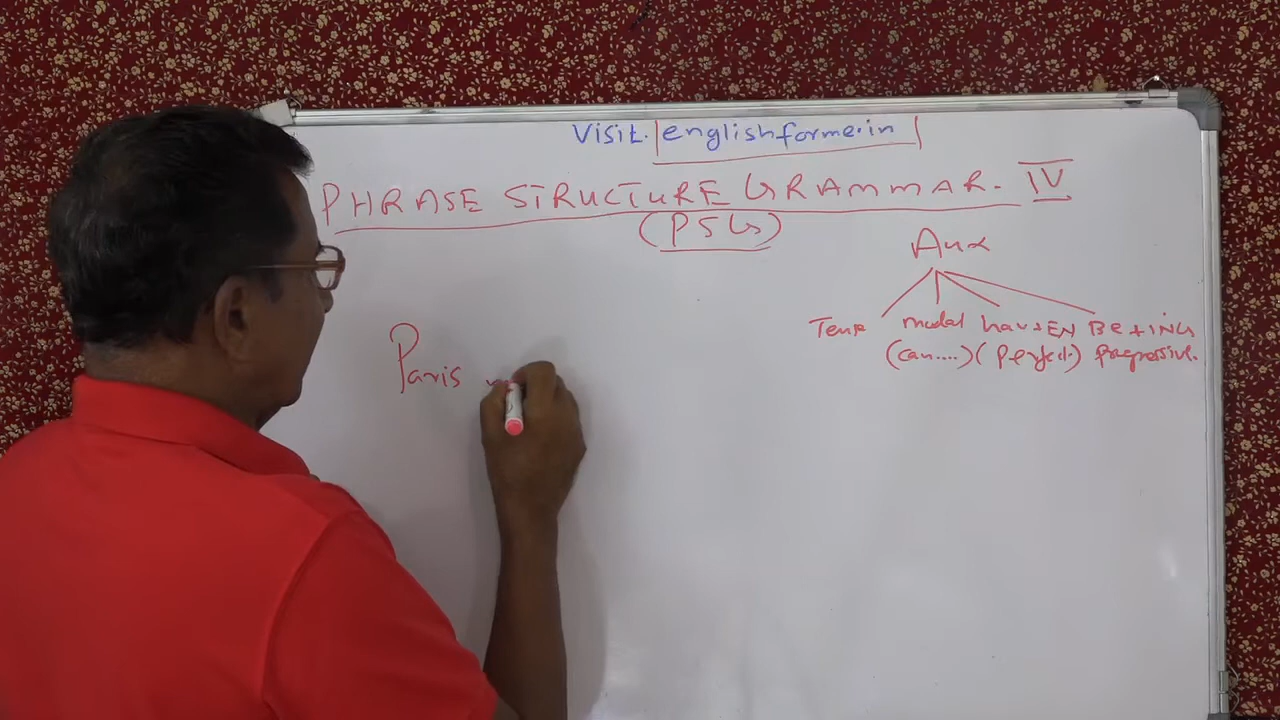 Visit. englishforme.in
PHRASE STRUCTURE GRAMMAR. IV
(PSG)
Aux
Tense modal have+EN BE+ING
(can....) (perfect.) progressive.
Paris